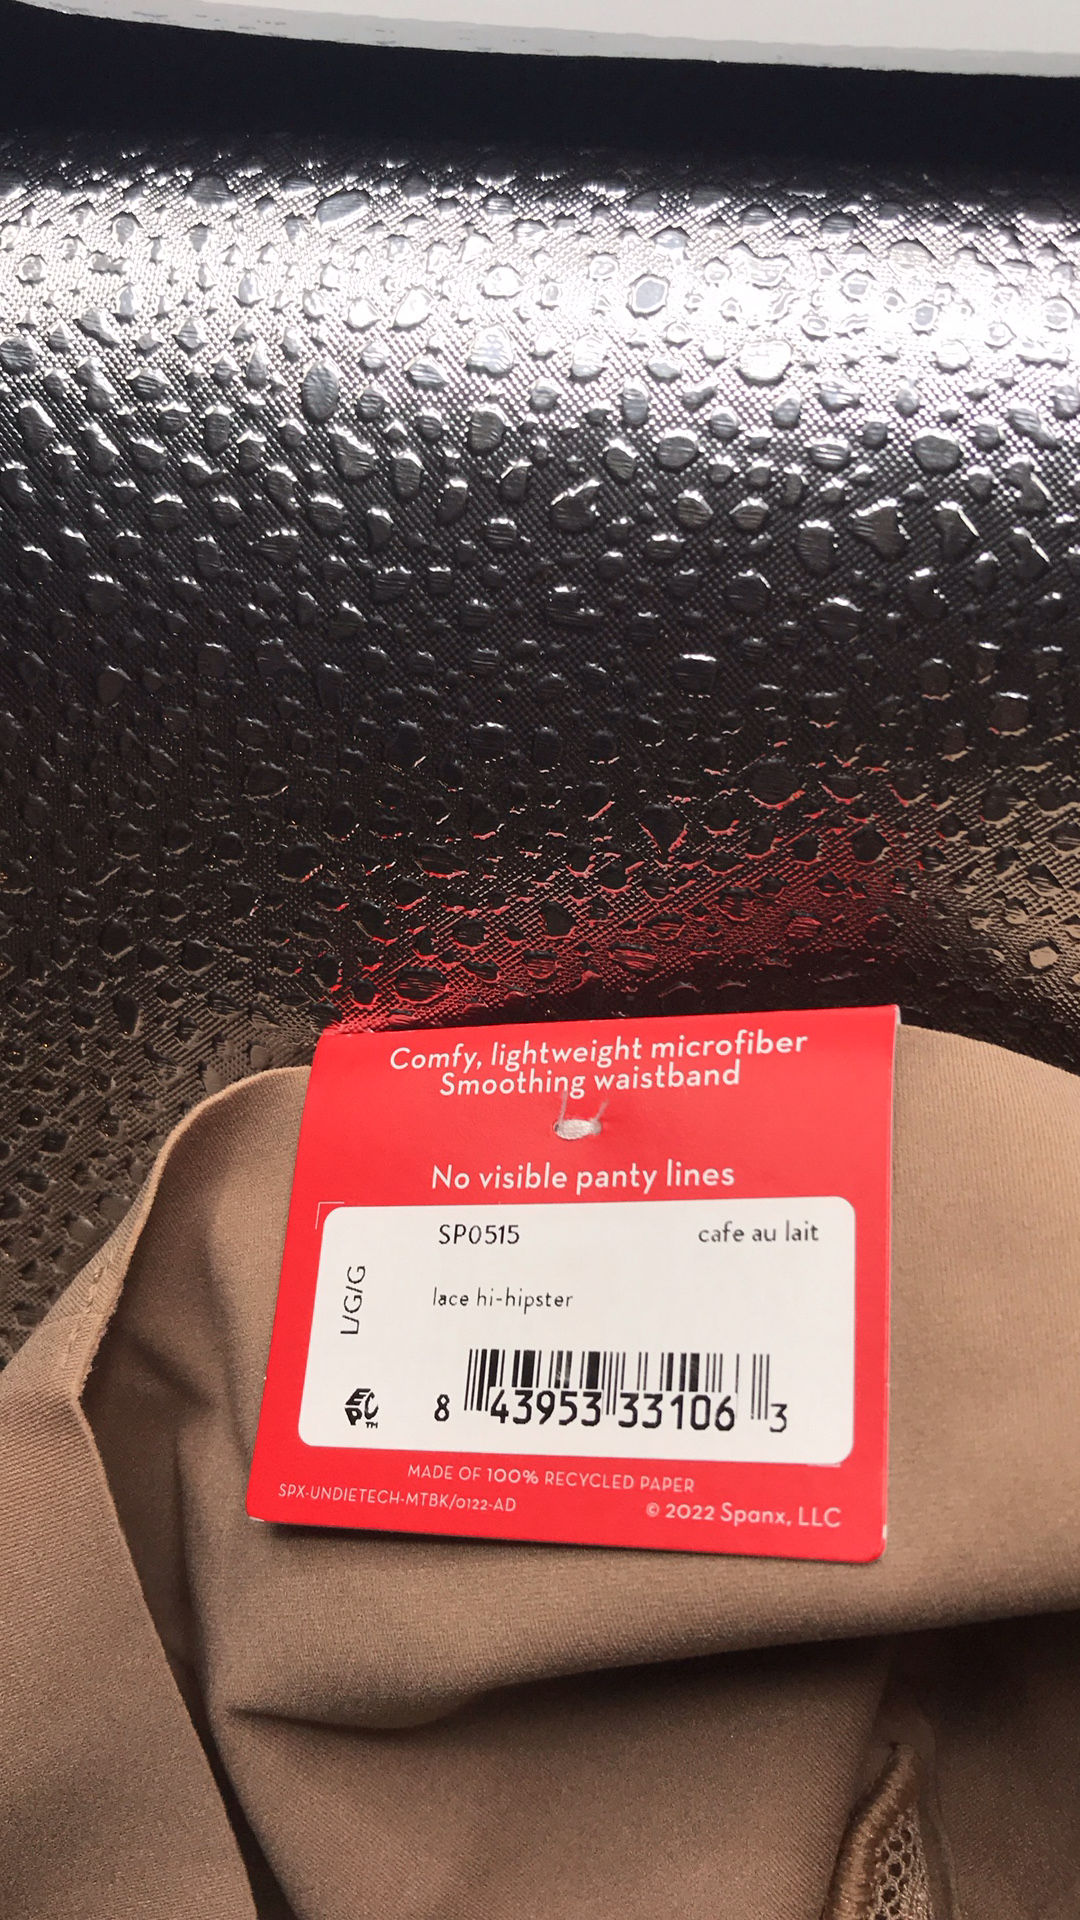 Comfy, lightweight microfiber
Smoothing waistband
No visible panty lines
SP0515 cafe au lait
L/G/G
lace hi-hipster
EPC™
8 43953 33106 3
MADE OF 100% RECYCLED PAPER
SPX-UNDIETECH-MTBK/0122-AD
© 2022 Spanx, LLC